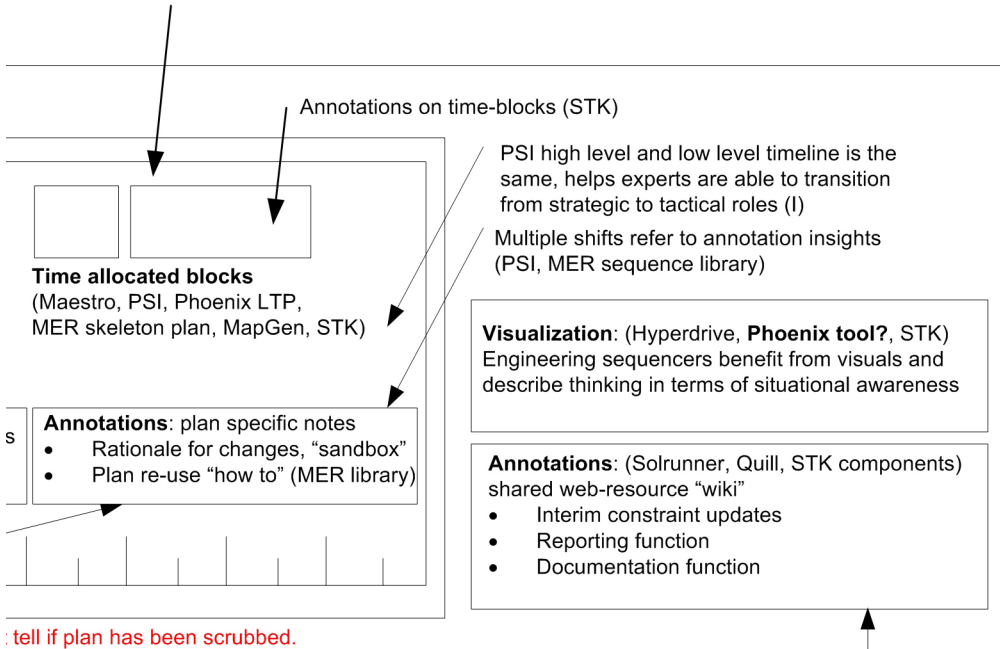 Annotations on time-blocks (STK)
PSI high level and low level timeline is the
same, helps experts are able to transition
from strategic to tactical roles (I)
Multiple shifts refer to annotation insights
(PSI, MER sequence library)
Time allocated blocks
(Maestro, PSI, Phoenix LTP,
MER skeleton plan, MapGen, STK)
Visualization: (Hyperdrive, Phoenix tool?, STK)
Engineering sequencers benefit from visuals and
describe thinking in terms of situational awareness
s
Annotations: plan specific notes
• Rationale for changes, “sandbox”
• Plan re-use “how to” (MER library)
Annotations: (Solrunner, Quill, STK components)
shared web-resource “wiki”
• Interim constraint updates
• Reporting function
• Documentation function
tell if plan has been scrubbed.